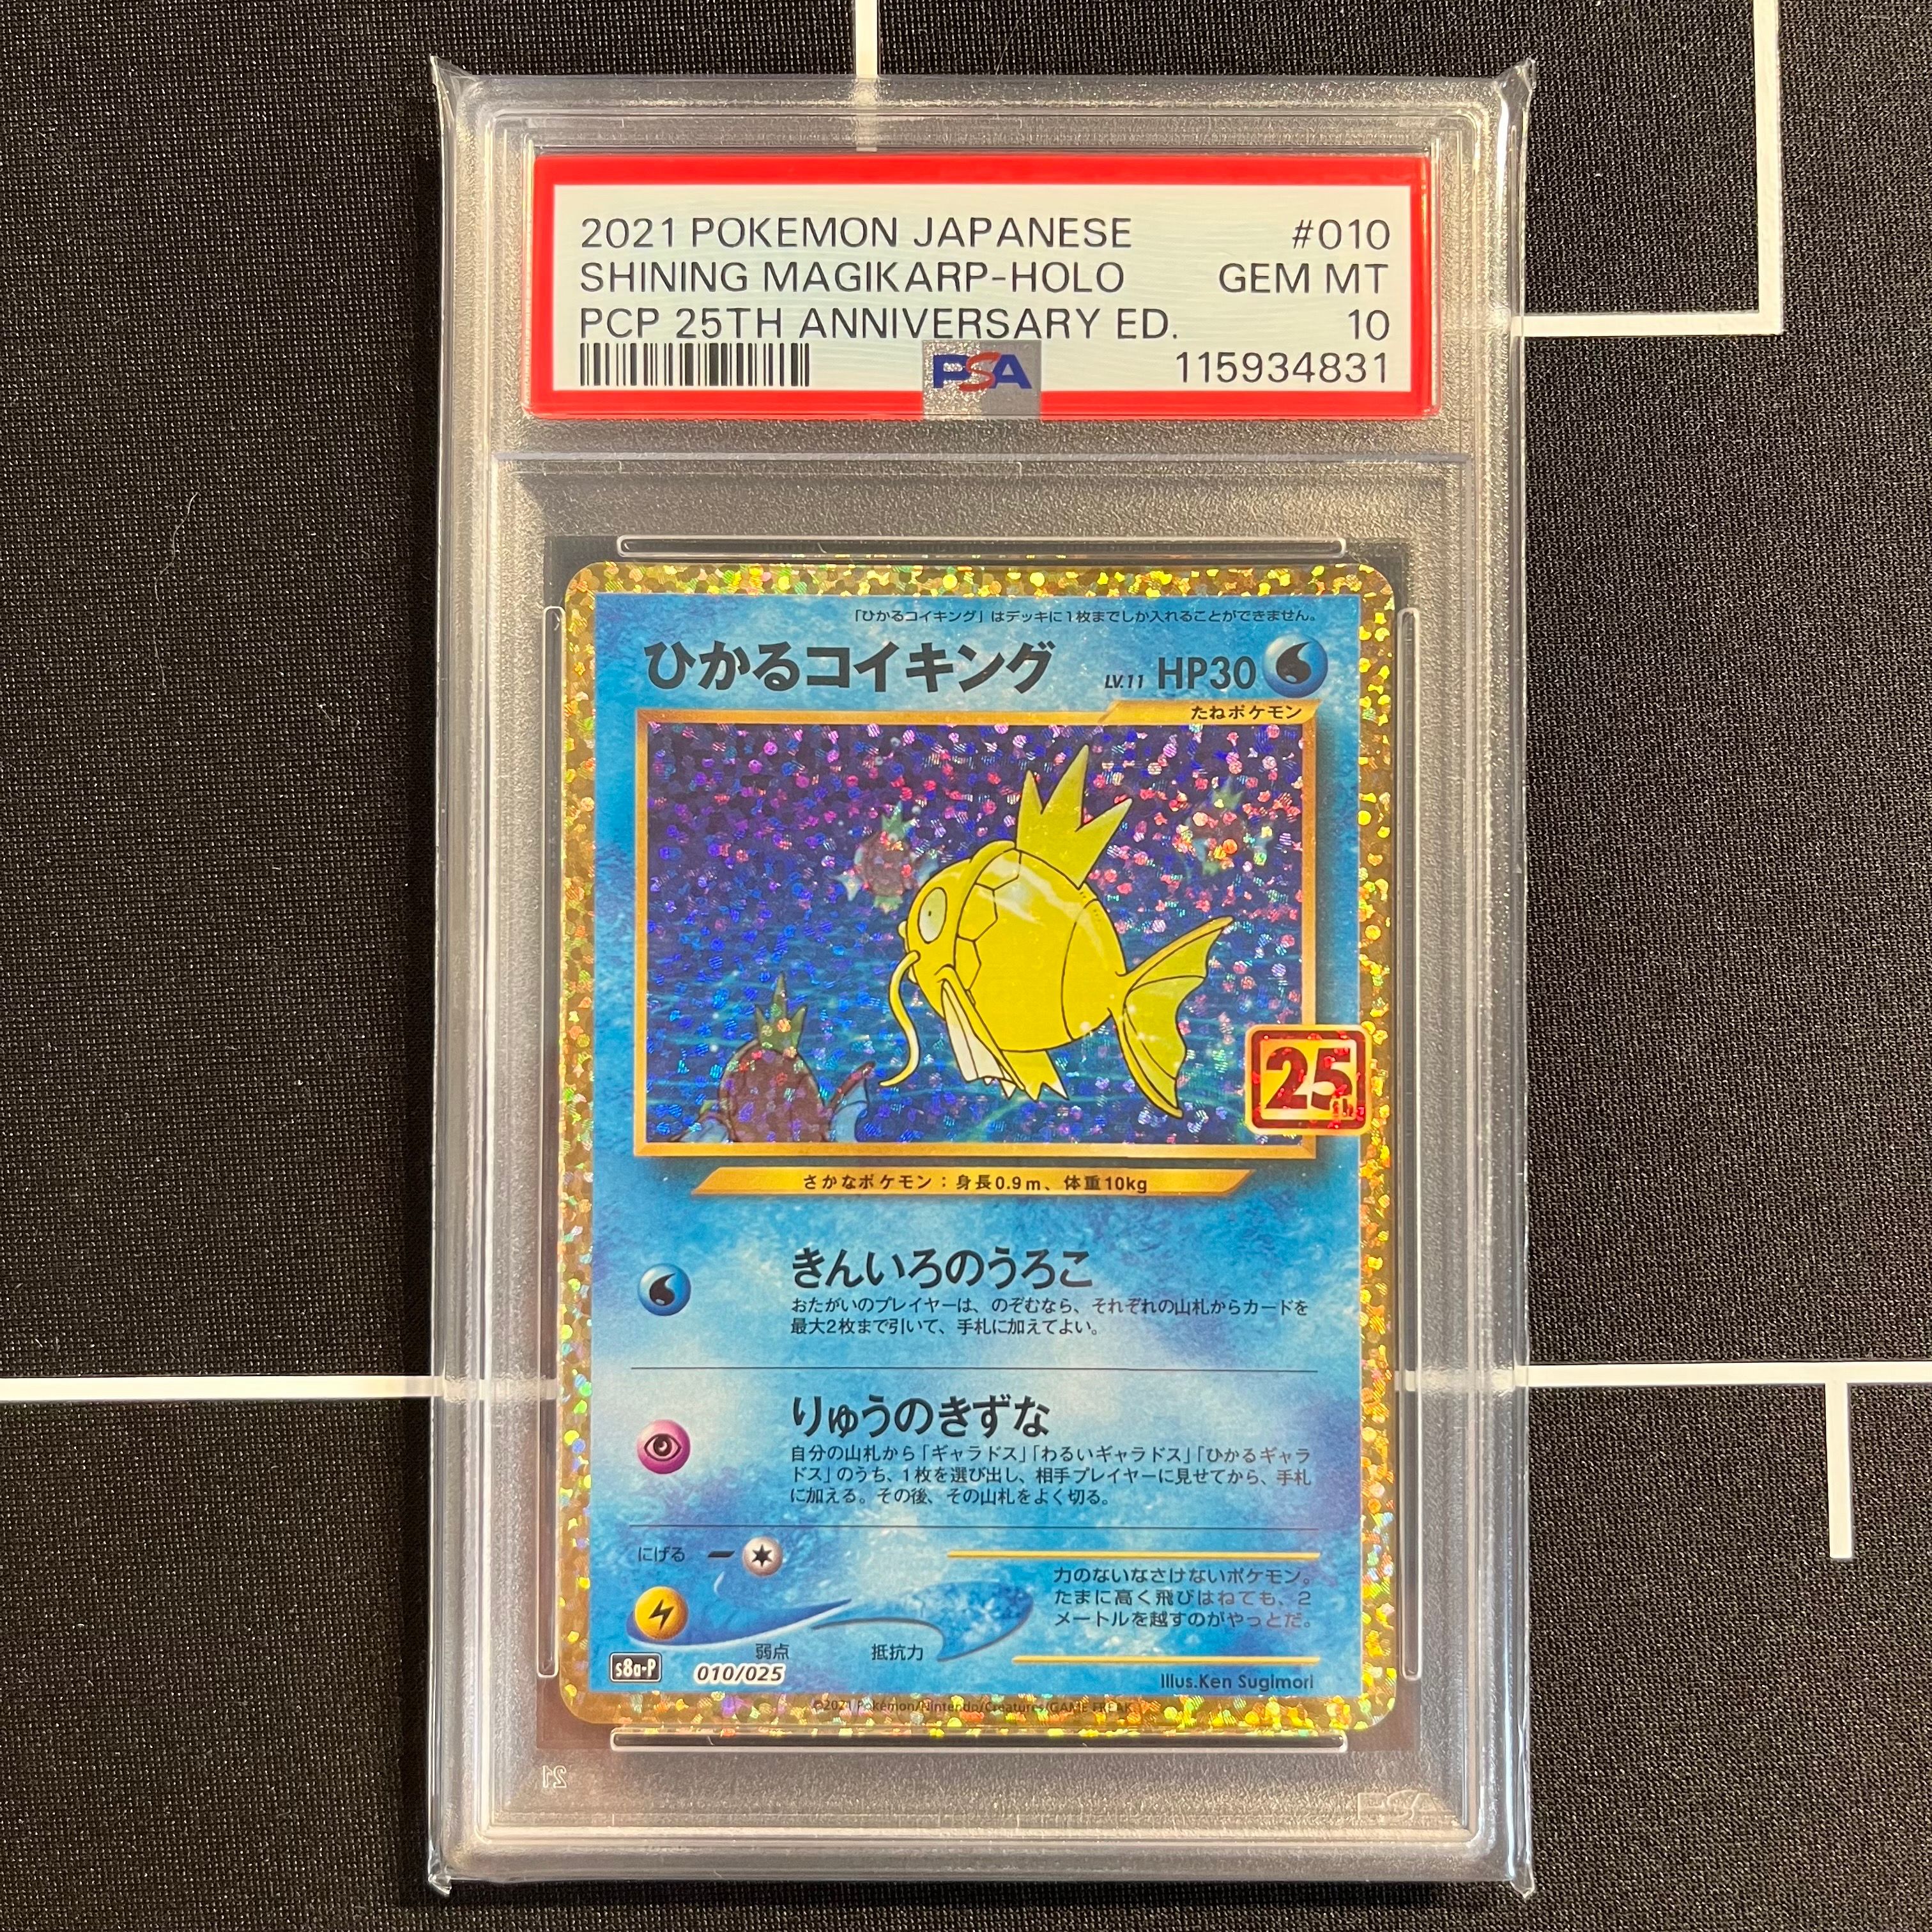 2021 POKEMON JAPANESE #010
SHINING MAGIKARP-HOLO GEM MT
PCP 25TH ANNIVERSARY ED. 10
PSA 115934831
「ひかるコイキング」はデッキに1枚までしか入れることができません。
ひかるコイキング LV.11 HP30
たねポケモン
25th
さかなポケモン：身長0.9m、体重10kg
きんいろのうろこ
おたがいのプレイヤーは、のぞむなら、それぞれの山札からカードを
最大2枚まで引いて、手札に加えてよい。
りゅうのきずな
自分の山札から「ギャラドス」「わるいギャラドス」「ひかるギャラ
ドス」のうち、1枚を選び出し、相手プレイヤーに見せてから、手札
に加える。その後、その山札をよく切る。
にげる
力のないなさけないポケモン。
たまに高く飛びはねても、2
メートルを越すのがやっとだ。
弱点 抵抗力
s8a-P 010/025 Illus.Ken Sugimori
©2021 Pokémon/Nintendo/Creatures/GAME FREAK
21
PSA